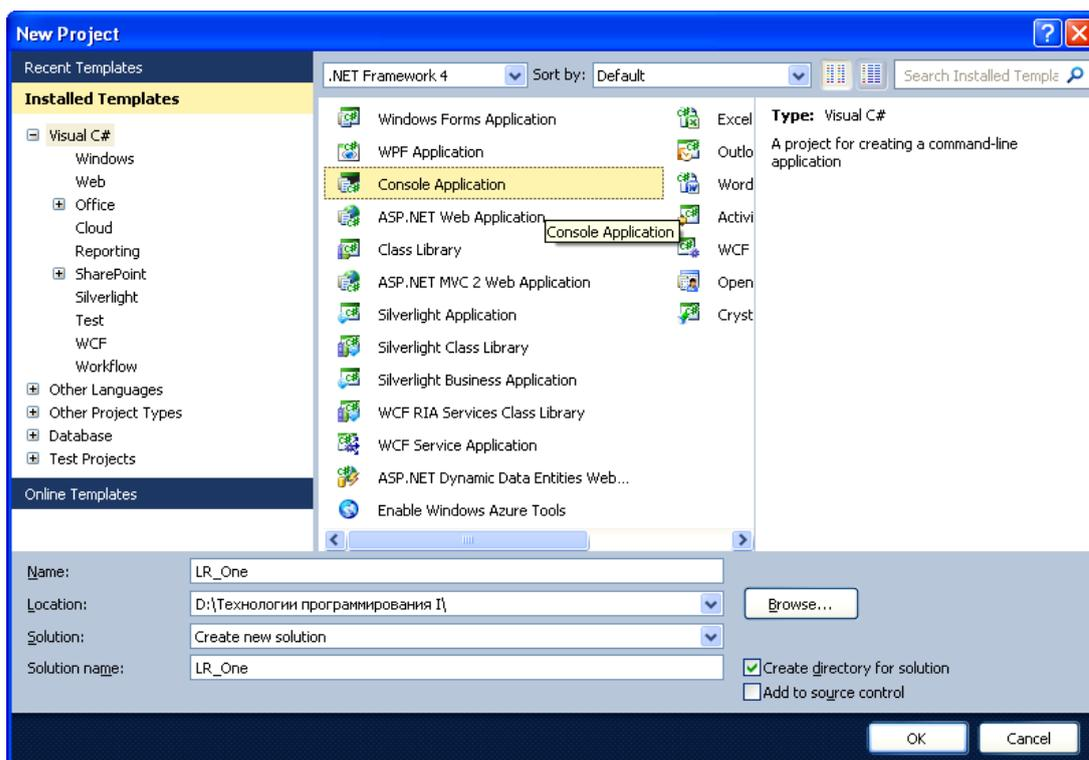 New Project
Recent Templates
Installed Templates
Visual C#
Windows
Web
Office
Cloud
Reporting
SharePoint
Silverlight
Test
WCF
Workflow
Other Languages
Other Project Types
Database
Test Projects
Online Templates
.NET Framework 4 Sort by: Default Search Installed Templa
Windows Forms Application
WPF Application
Console Application
ASP.NET Web Application
Console Application
Class Library
ASP.NET MVC 2 Web Application
Silverlight Application
Silverlight Class Library
Silverlight Business Application
WCF RIA Services Class Library
WCF Service Application
ASP.NET Dynamic Data Entities Web...
Enable Windows Azure Tools
Excel
Outlo
Word
Activi
WCF
Open
Cryst
Type: Visual C#
A project for creating a command-line
application
Name: LR_One
Location: D:\Технологии программирования I\ Browse...
Solution: Create new solution
Solution name: LR_One
Create directory for solution
Add to source control
OK Cancel